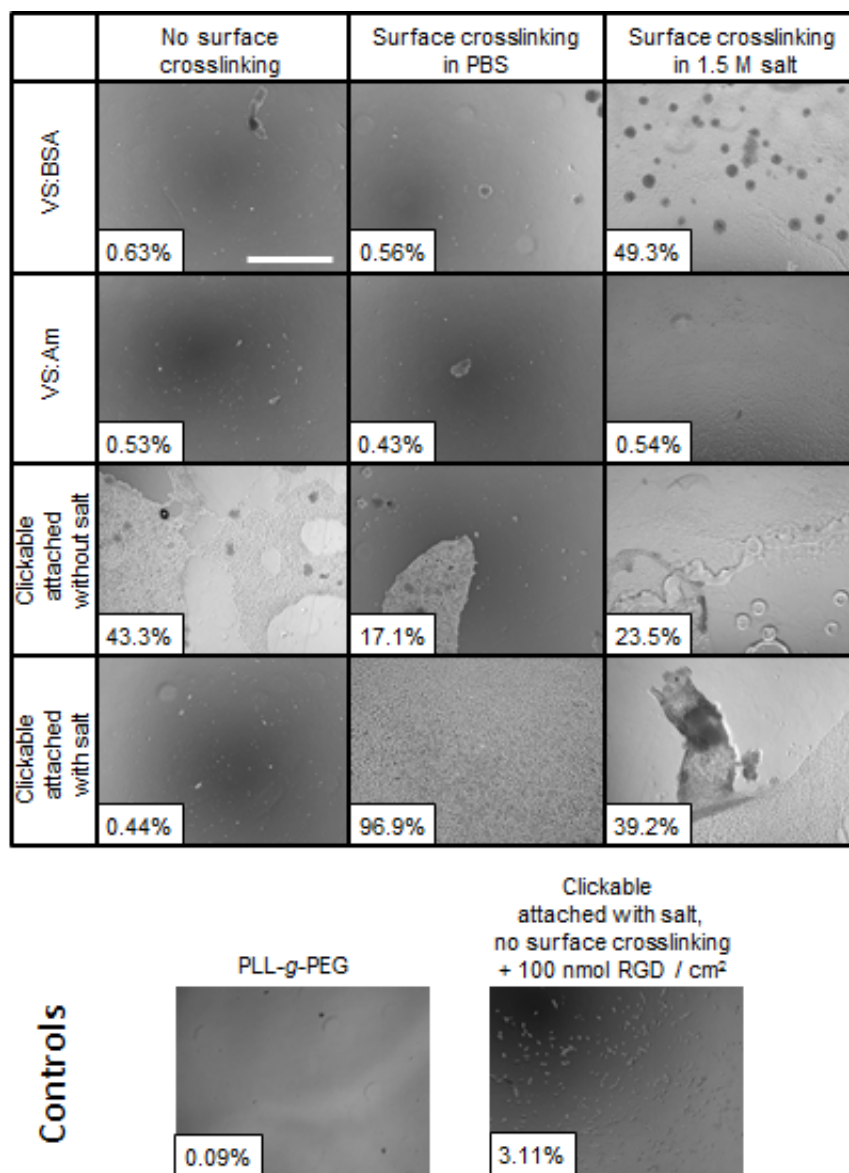 No surface
crosslinking
Surface crosslinking
in PBS
Surface crosslinking
in 1.5 M salt
VS:BSA
0.63%
0.56%
49.3%
VS:Am
0.53%
0.43%
0.54%
Clickable
attached
without salt
43.3%
17.1%
23.5%
Clickable
attached
with salt
0.44%
96.9%
39.2%
Controls
PLL-g-PEG
Clickable
attached with salt,
no surface crosslinking
+ 100 nmol RGD / cm²
0.09%
3.11%